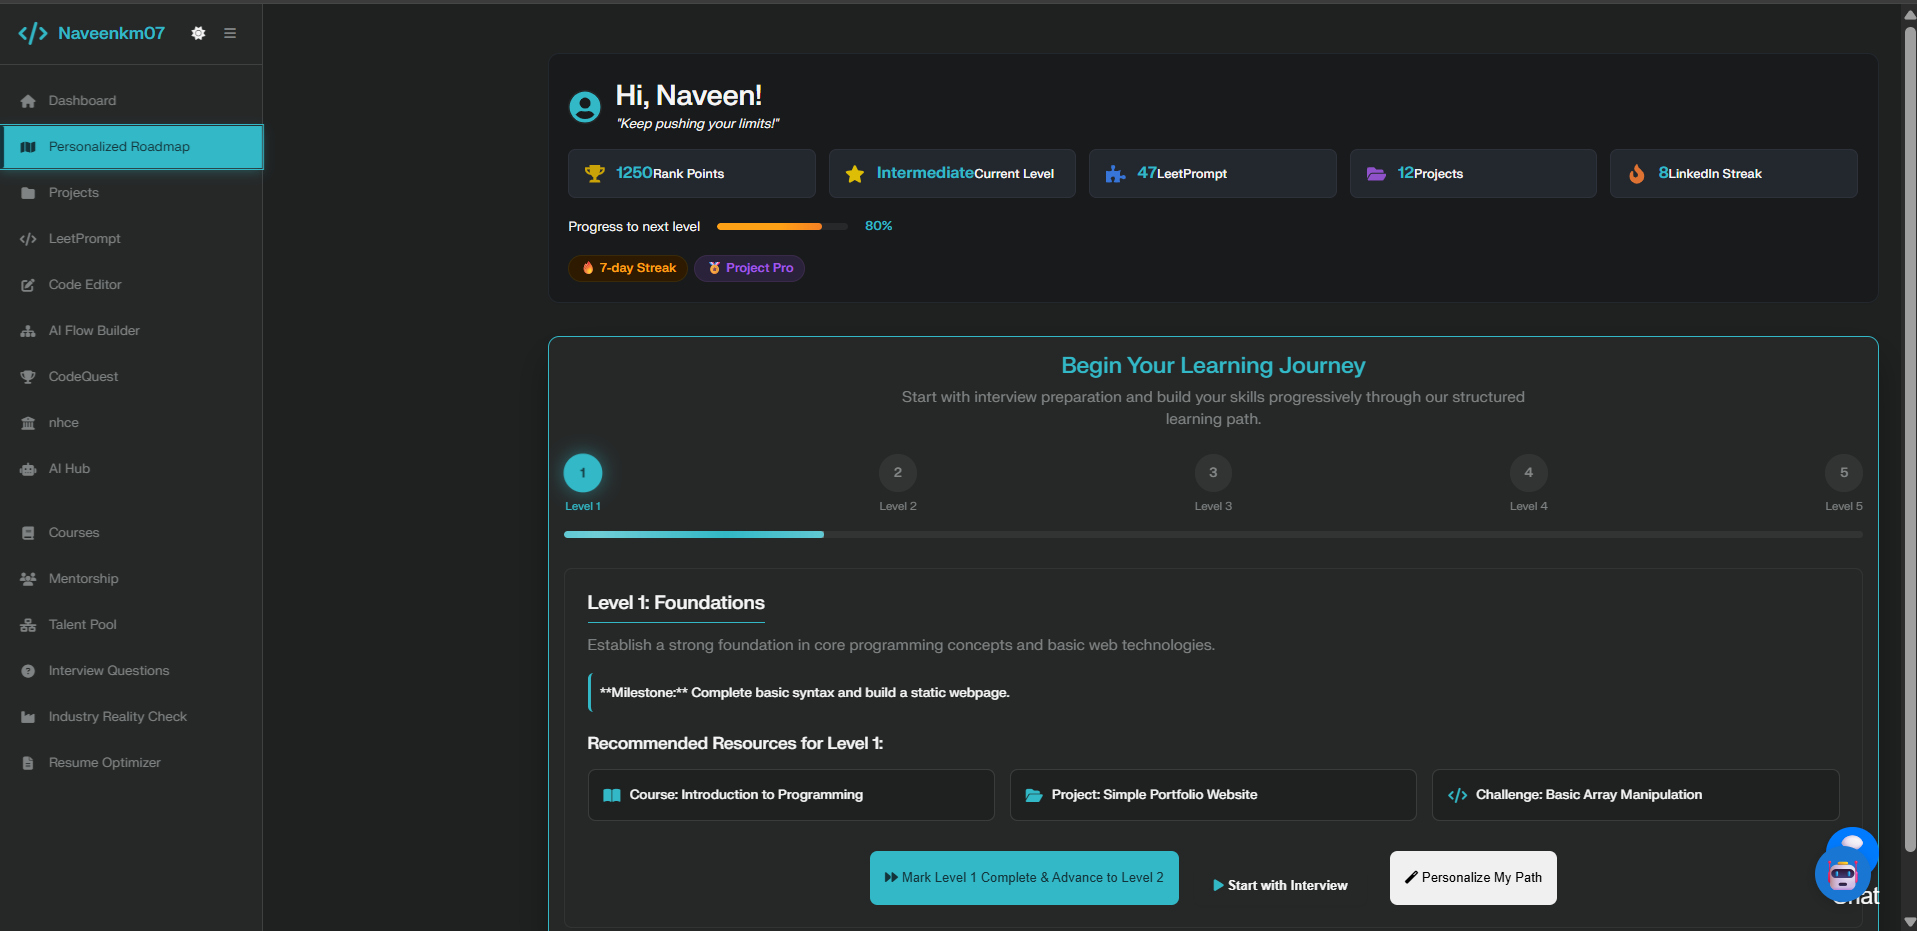 </> Naveenkm07
Dashboard
Personalized Roadmap
Projects
LeetPrompt
Code Editor
AI Flow Builder
CodeQuest
nhce
AI Hub
Courses
Mentorship
Talent Pool
Interview Questions
Industry Reality Check
Resume Optimizer
Hi, Naveen!
"Keep pushing your limits!"
1250Rank Points
IntermediateCurrent Level
47LeetPrompt
12Projects
8LinkedIn Streak
Progress to next level 80%
7-day Streak
Project Pro
Begin Your Learning Journey
Start with interview preparation and build your skills progressively through our structured
learning path.
1 2 3 4 5
Level 1 Level 2 Level 3 Level 4 Level 5
Level 1: Foundations
Establish a strong foundation in core programming concepts and basic web technologies.
**Milestone:** Complete basic syntax and build a static webpage.
Recommended Resources for Level 1:
Course: Introduction to Programming
Project: Simple Portfolio Website
Challenge: Basic Array Manipulation
Mark Level 1 Complete & Advance to Level 2
Start with Interview
Personalize My Path